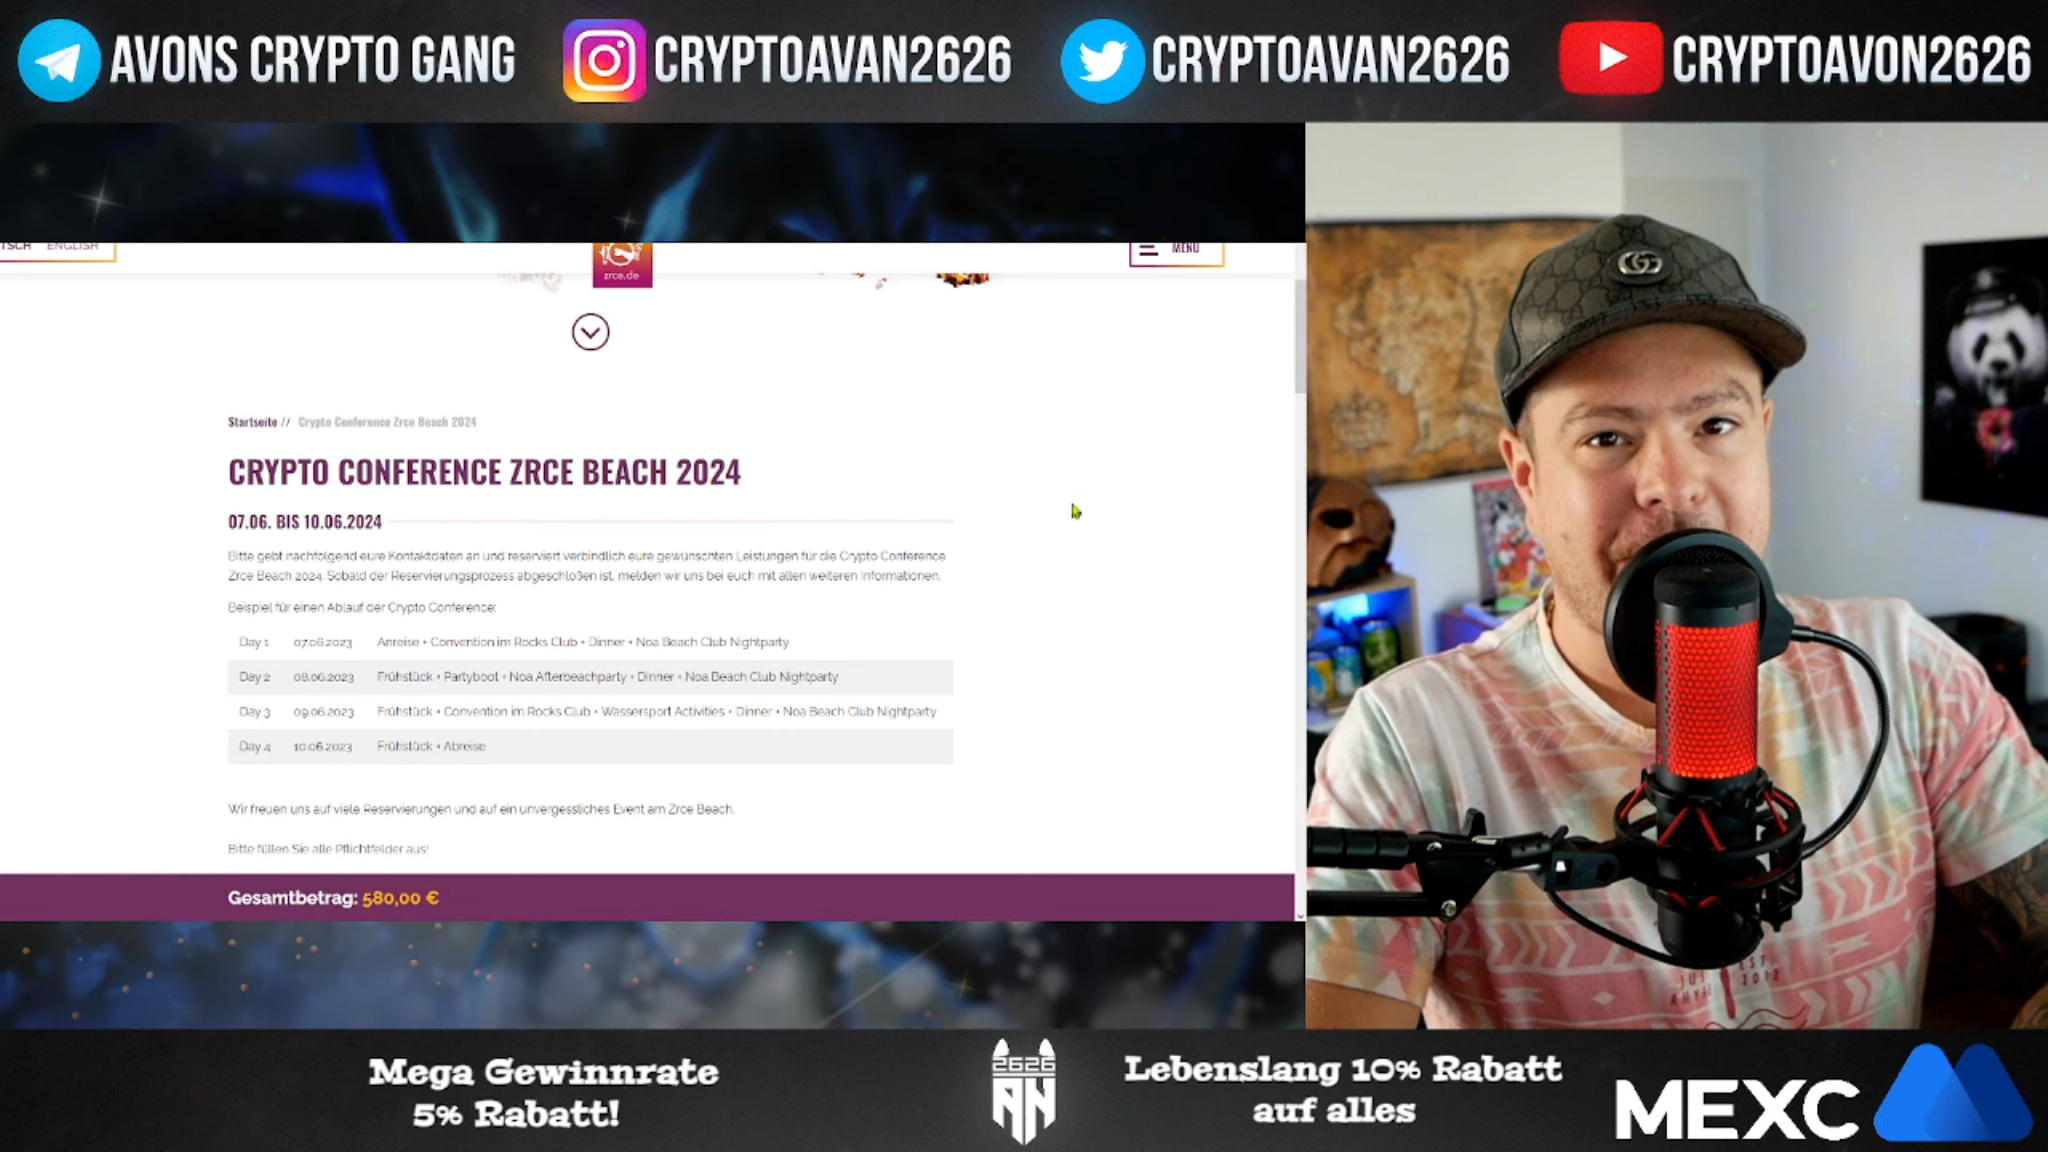 AVONS CRYPTO GANG
CRYPTOAVAN2626
CRYPTOAVAN2626
CRYPTOAVON2626
TSCH ENGLISH
zrce.de
MENÜ
Startseite // Crypto Conference Zrce Beach 2024
CRYPTO CONFERENCE ZRCE BEACH 2024
07.06. BIS 10.06.2024
Bitte gebt nachfolgend eure Kontaktdaten an und reserviert verbindlich eure gewünschten Leistungen für die Crypto Conference
Zrce Beach 2024. Sobald der Reservierungsprozess abgeschloßen ist, melden wir uns bei euch mit allen weiteren Informationen.
Beispiel für einen Ablauf der Crypto Conference:
Day 1 07.06.2023 Anreise + Convention im Rocks Club + Dinner + Noa Beach Club Nightparty
Day 2 08.06.2023 Frühstück + Partyboot + Noa Afterbeachparty + Dinner + Noa Beach Club Nightparty
Day 3 09.06.2023 Frühstück + Convention im Rocks Club + Wassersport Activities + Dinner + Noa Beach Club Nightparty
Day 4 10.06.2023 Frühstück + Abreise
Wir freuen uns auf viele Reservierungen und auf ein unvergessliches Event am Zrce Beach.
Bitte füllen Sie alle Pflichtfelder aus!
Gesamtbetrag: 580,00 €
Mega Gewinnrate
5% Rabatt!
2626
AN
Lebenslang 10% Rabatt
auf alles
MEXC